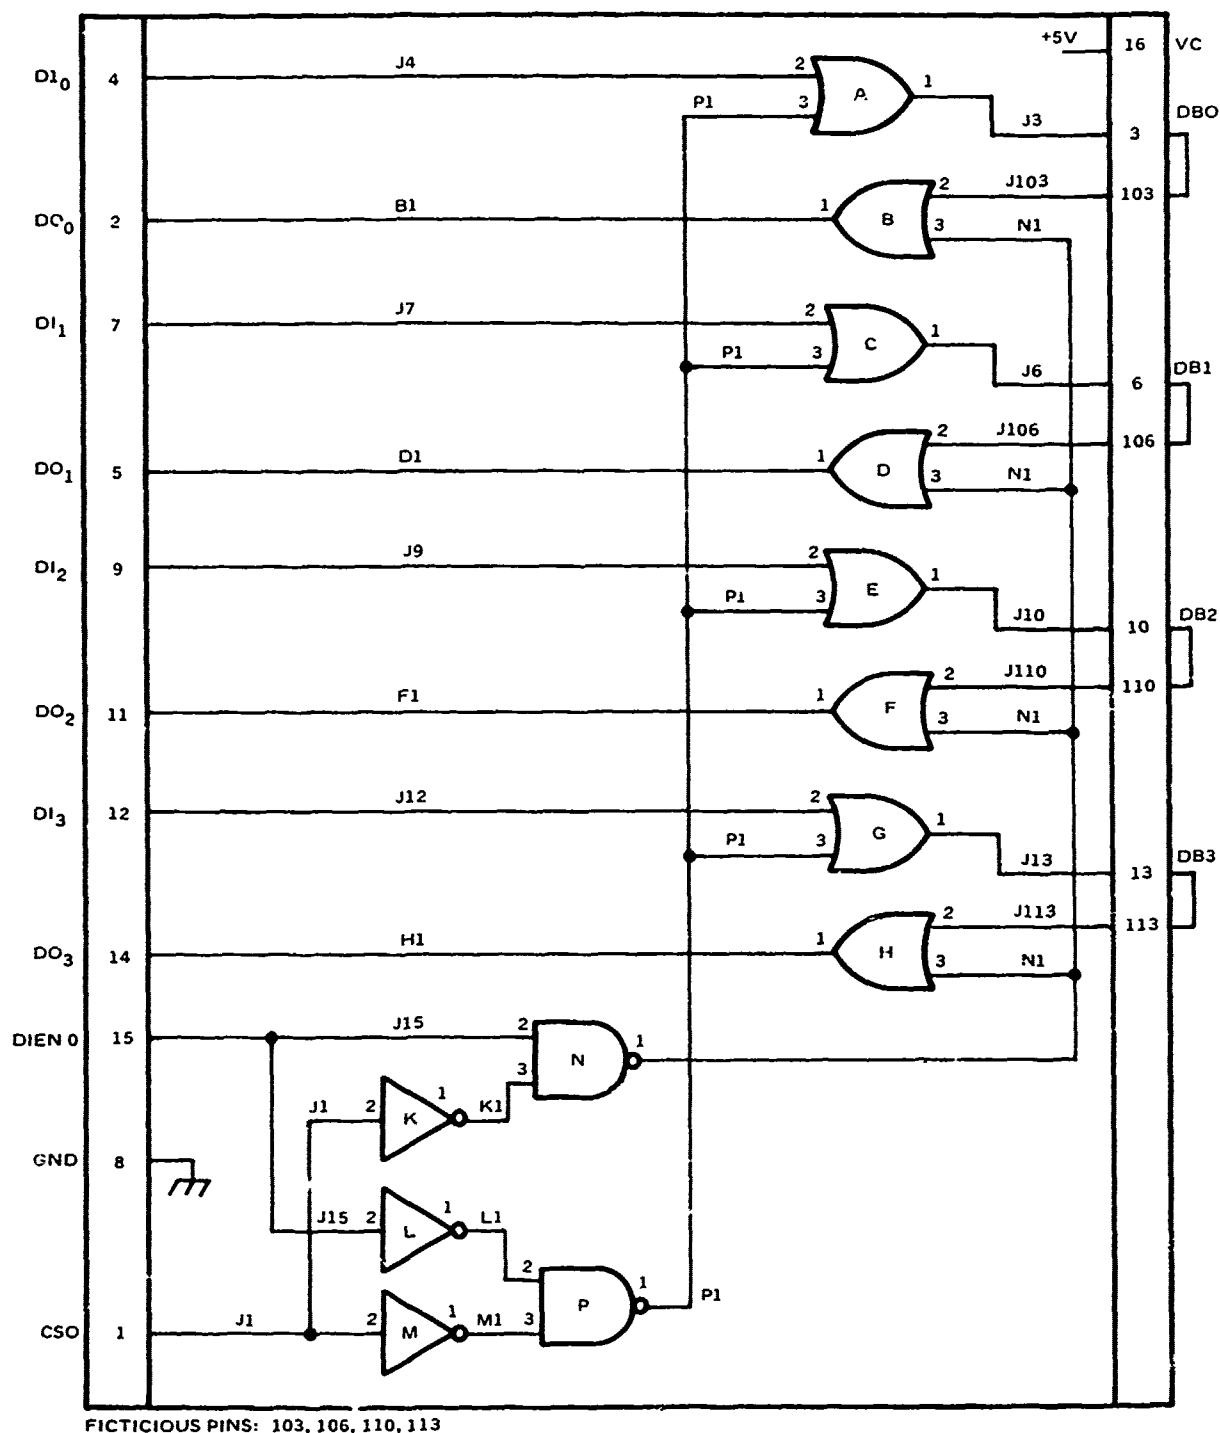 +5V 16 VC
DI0 4 J4 2 A 1
P1 3 J3 3 DBO
DO0 2 B1 1 B 2 J103 103
3 N1
DI1 7 J7 2 C 1
P1 3 J6 6 DB1
DO1 5 D1 1 D 2 J106 106
3 N1
DI2 9 J9 2 E 1
P1 3 J10 10 DB2
DO2 11 F1 1 F 2 J110 110
3 N1
DI3 12 J12 2 G 1
P1 3 J13 13 DB3
DO3 14 H1 1 H 2 J113 113
3 N1
DIEN 0 15 J15 2 N 1
3
J1 2 K 1 K1
GND 8
J15 2 L 1 L1
2 P 1 P1
CSO 1 J1 2 M 1 M1 3
FICTICIOUS PINS: 103, 106, 110, 113